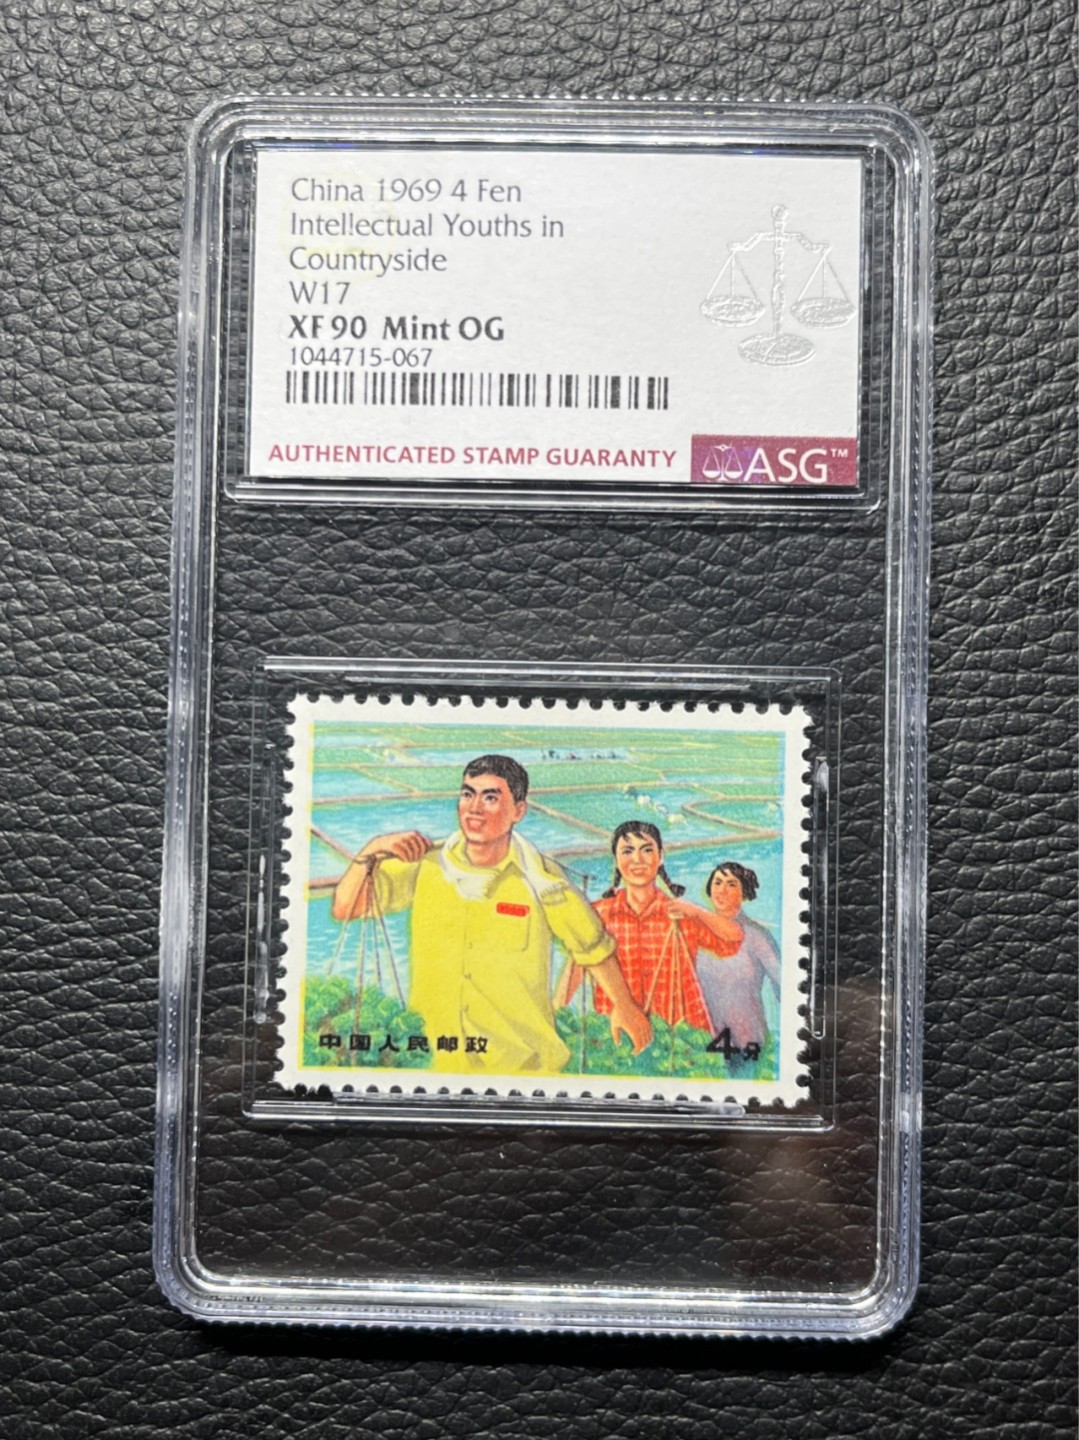 China 1969 4 Fen
Intellectual Youths in
Countryside
W17
XF 90 Mint OG
1044715-067
AUTHENTICATED STAMP GUARANTY
ASG™
中国人民邮政
4分